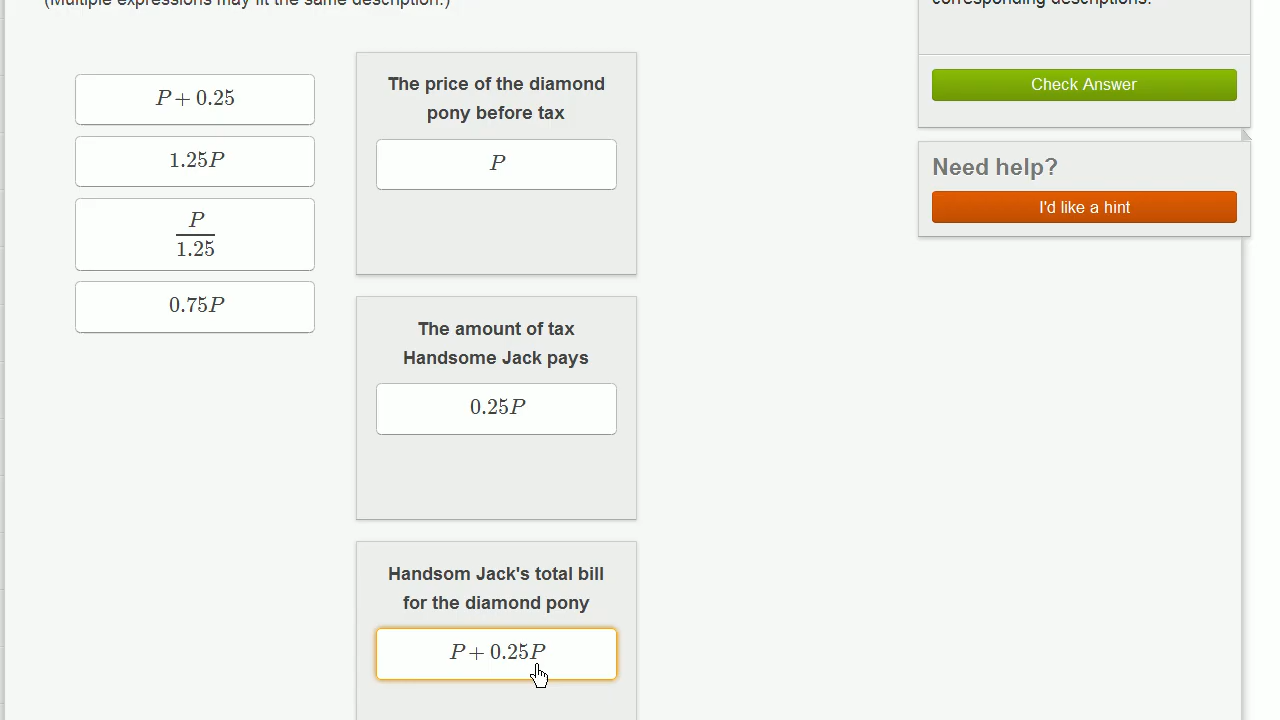 (Multiple expressions may fit the same description.)
corresponding descriptions.
P + 0.25
1.25P
P
1.25
0.75P
The price of the diamond
pony before tax
P
The amount of tax
Handsome Jack pays
0.25P
Handsom Jack's total bill
for the diamond pony
P + 0.25P
Check Answer
Need help?
I'd like a hint